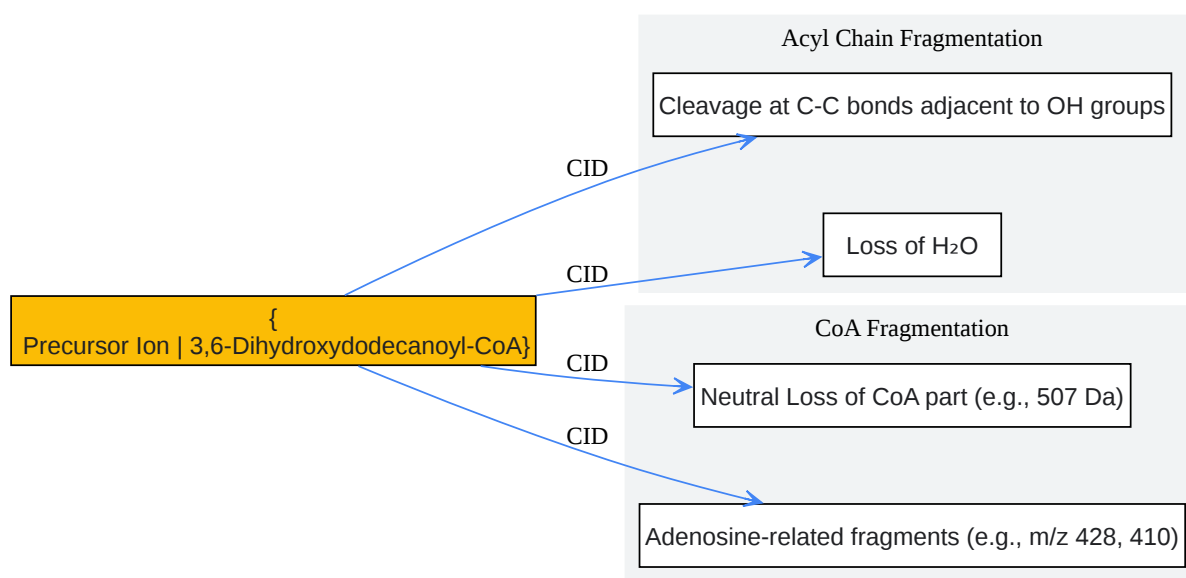 Acyl Chain Fragmentation
Cleavage at C-C bonds adjacent to OH groups
CID
Loss of H₂O
CID
{
Precursor Ion | 3,6-Dihydroxydodecanoyl-CoA}
CoA Fragmentation
CID
Neutral Loss of CoA part (e.g., 507 Da)
CID
Adenosine-related fragments (e.g., m/z 428, 410)